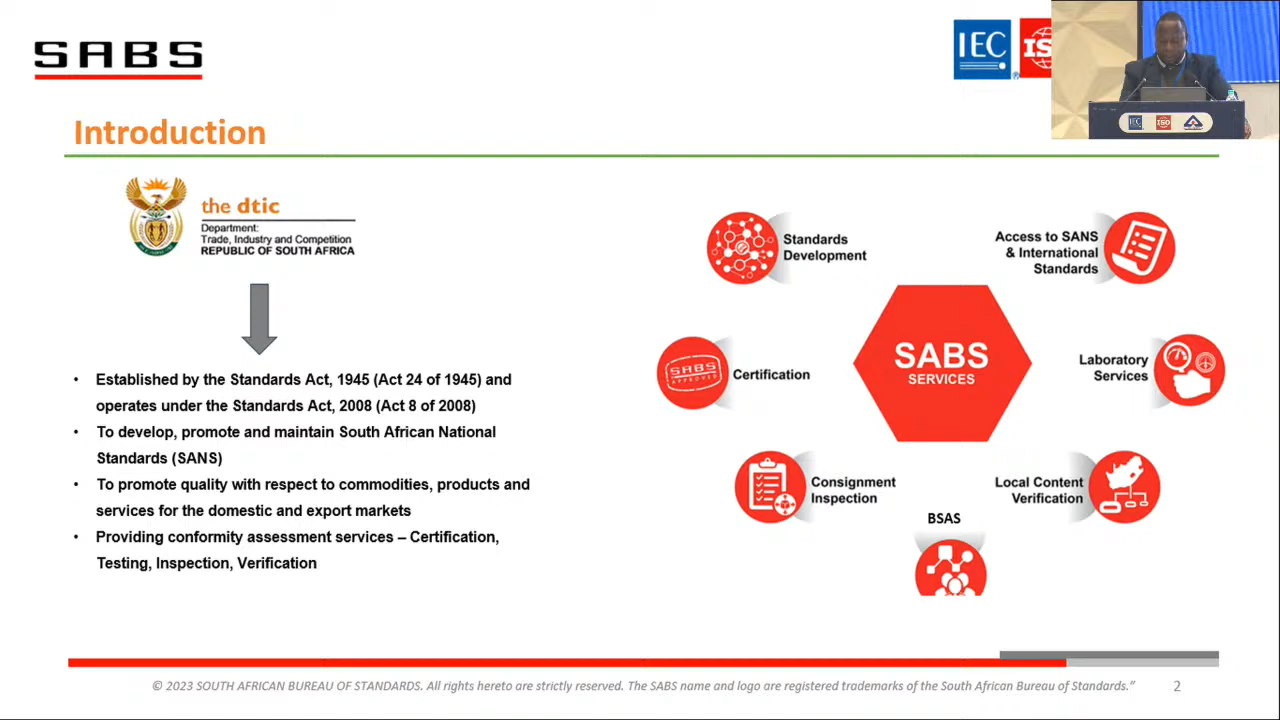 SABS
IEC
Introduction
the dtic
Department:
Trade, Industry and Competition
REPUBLIC OF SOUTH AFRICA
• Established by the Standards Act, 1945 (Act 24 of 1945) and
operates under the Standards Act, 2008 (Act 8 of 2008)
• To develop, promote and maintain South African National
Standards (SANS)
• To promote quality with respect to commodities, products and
services for the domestic and export markets
• Providing conformity assessment services – Certification,
Testing, Inspection, Verification
Standards
Development
Access to SANS
& International
Standards
SABS
APPROVED
Certification
SABS
SERVICES
Laboratory
Services
Consignment
Inspection
Local Content
Verification
BSAS
IEC
ISO
© 2023 SOUTH AFRICAN BUREAU OF STANDARDS. All rights hereto are strictly reserved. The SABS name and logo are registered trademarks of the South African Bureau of Standards.”
2